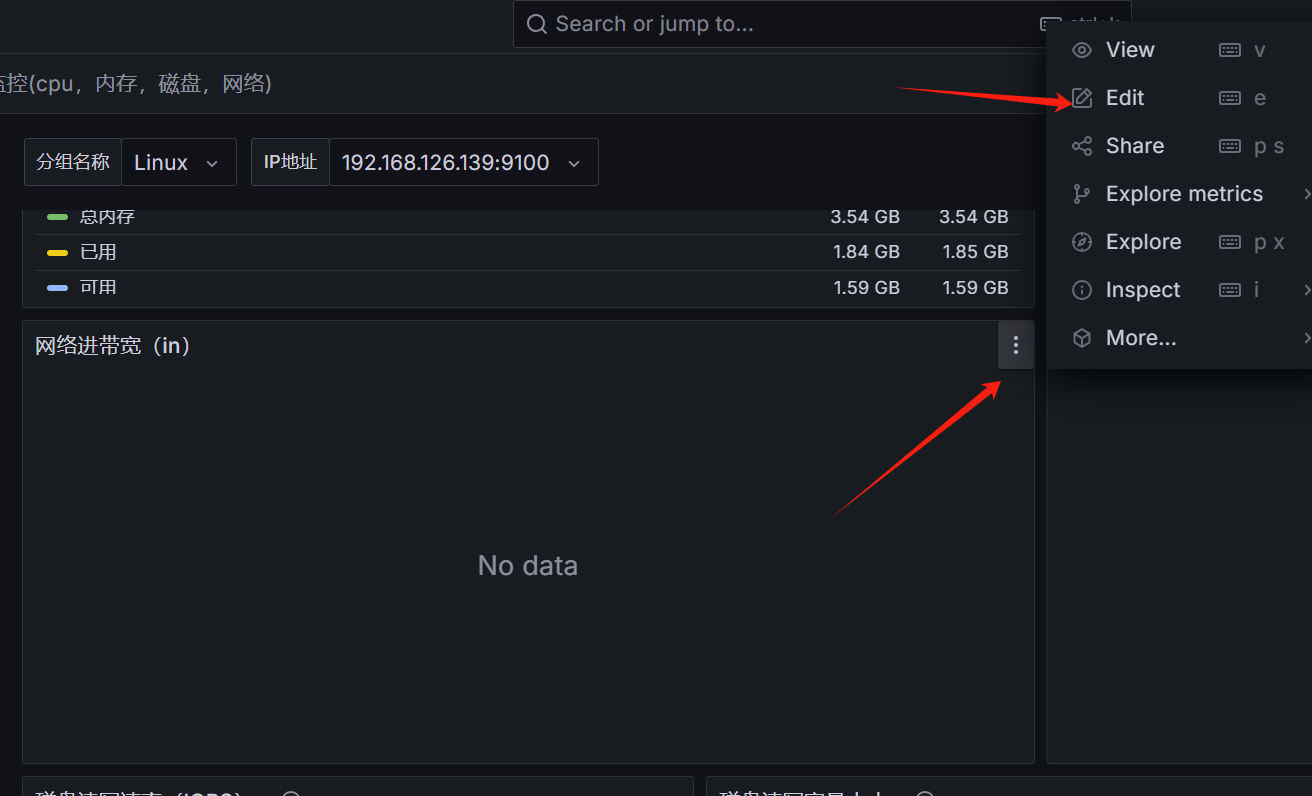 Search or jump to...
View v
控(cpu，内存，磁盘，网络)
Edit e
分组名称 Linux IP地址 192.168.126.139:9100
Share p s
Explore metrics
总内存 3.54 GB 3.54 GB
已用 1.84 GB 1.85 GB
Explore p x
可用 1.59 GB 1.59 GB
Inspect i
More...
网络进带宽（in）
No data